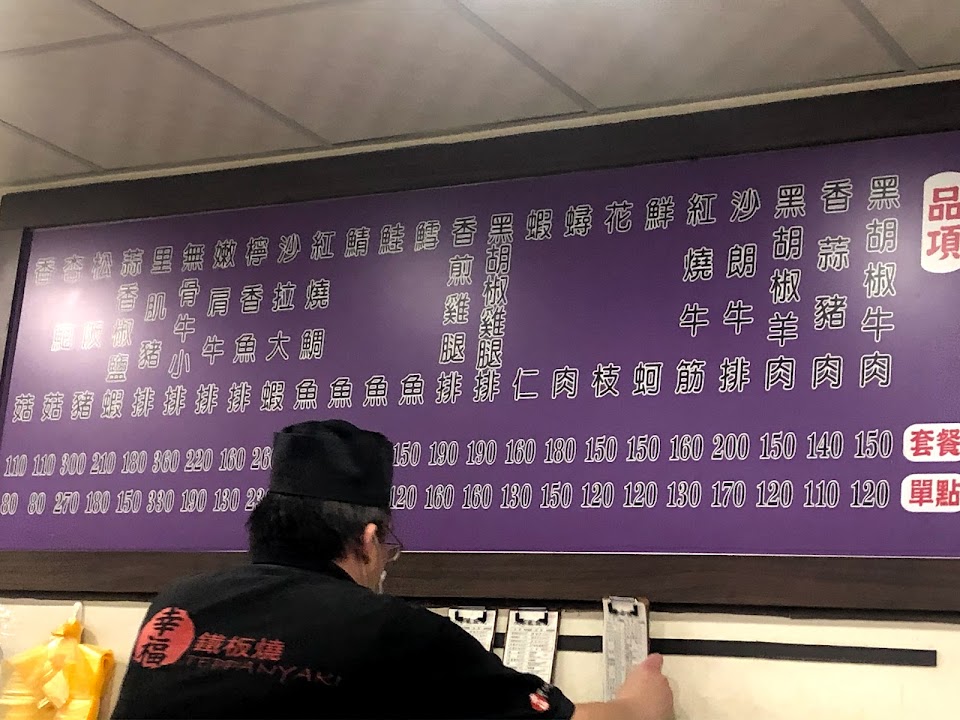 品項 套餐 單點
黑胡椒牛肉 150 120
香蒜豬肉 140 110
黑胡椒羊肉 150 120
沙朗牛排 200 170
紅燒牛筋 160 130
鮮蚵 150 120
花枝 150 120
蟳肉 180 150
蝦仁 160 130
黑胡椒雞腿排 190 160
香煎雞腿排 190 160
鱈魚 150 120
鮭魚
鯖魚
紅燒鯛魚
沙拉大蝦
檸香魚排 160 130
嫩肩牛排 220 190
無骨牛小排 360 330
里肌豬排 180 150
蒜香椒鹽蝦 210 180
松阪豬 300 270
杏鮑菇 110 80
香菇 110 80
幸福
鐵板燒
TEPPANYAKI